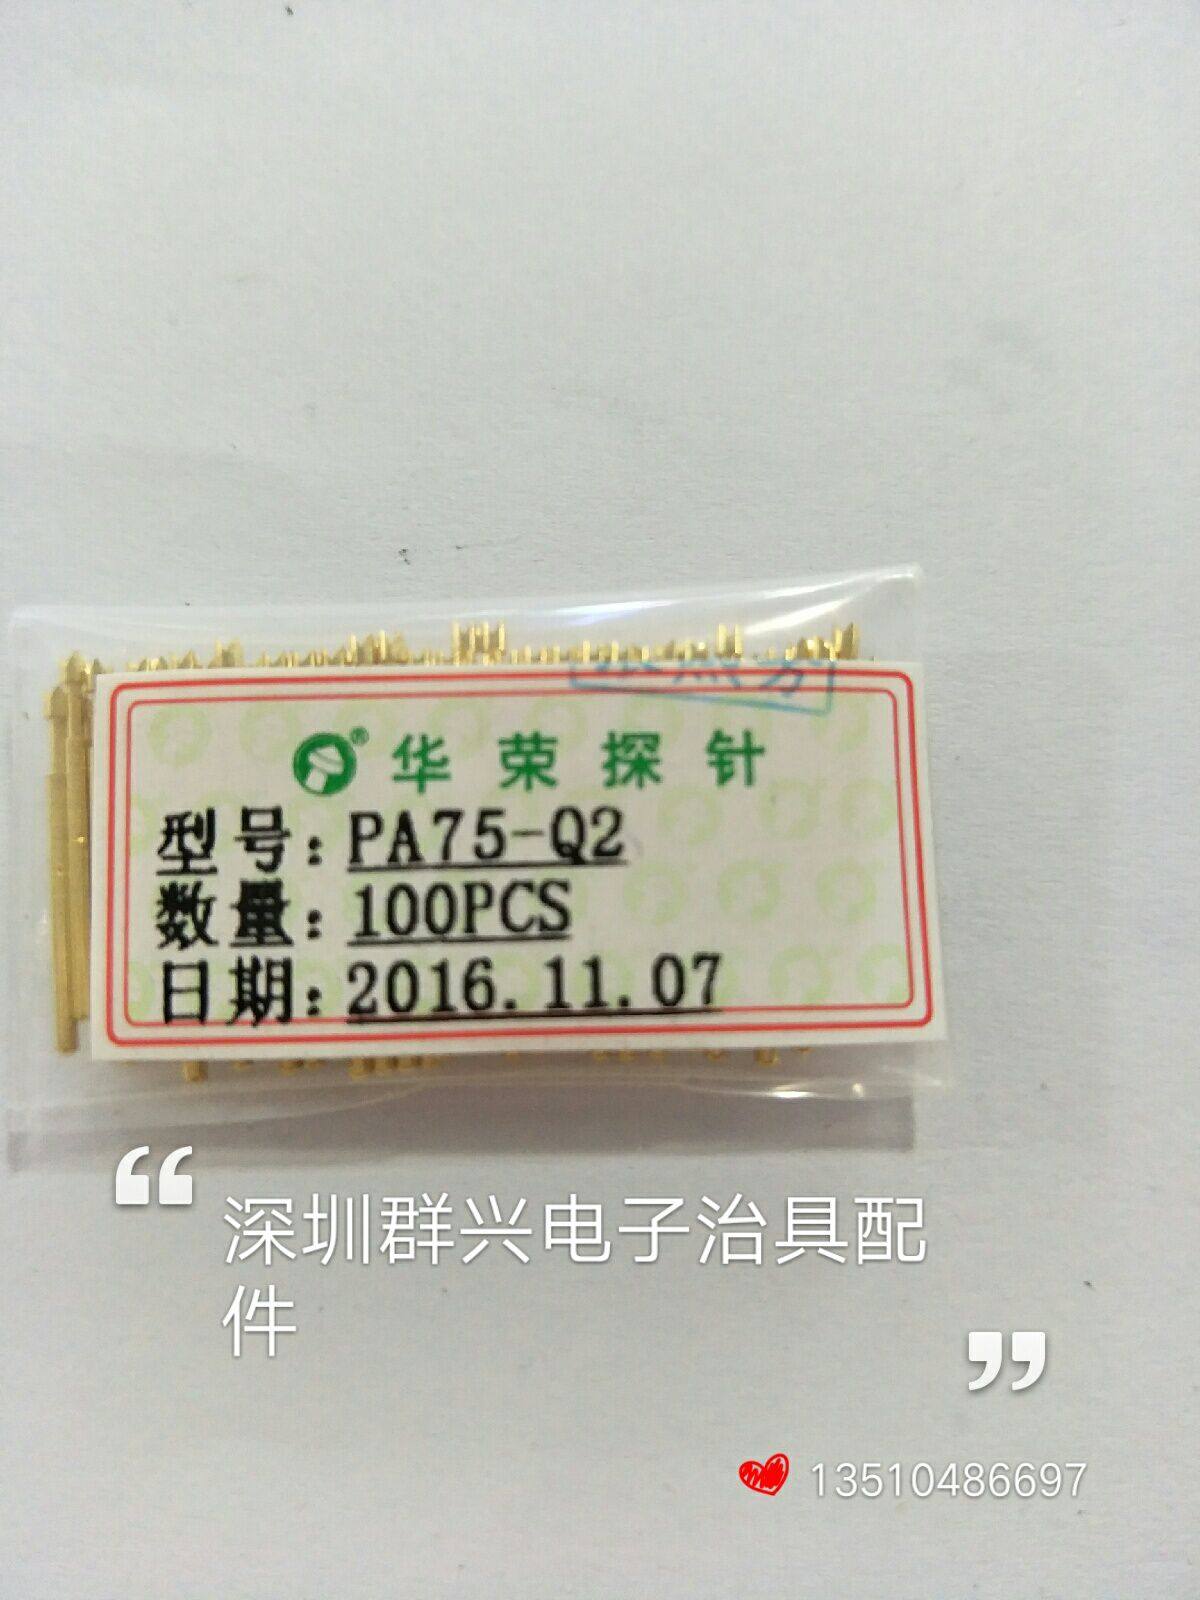 ® 华荣探针
型号: PA75-Q2
数量: 100PCS
日期: 2016.11.07
“ 深圳群兴电子治具配
件 ”
13510486697